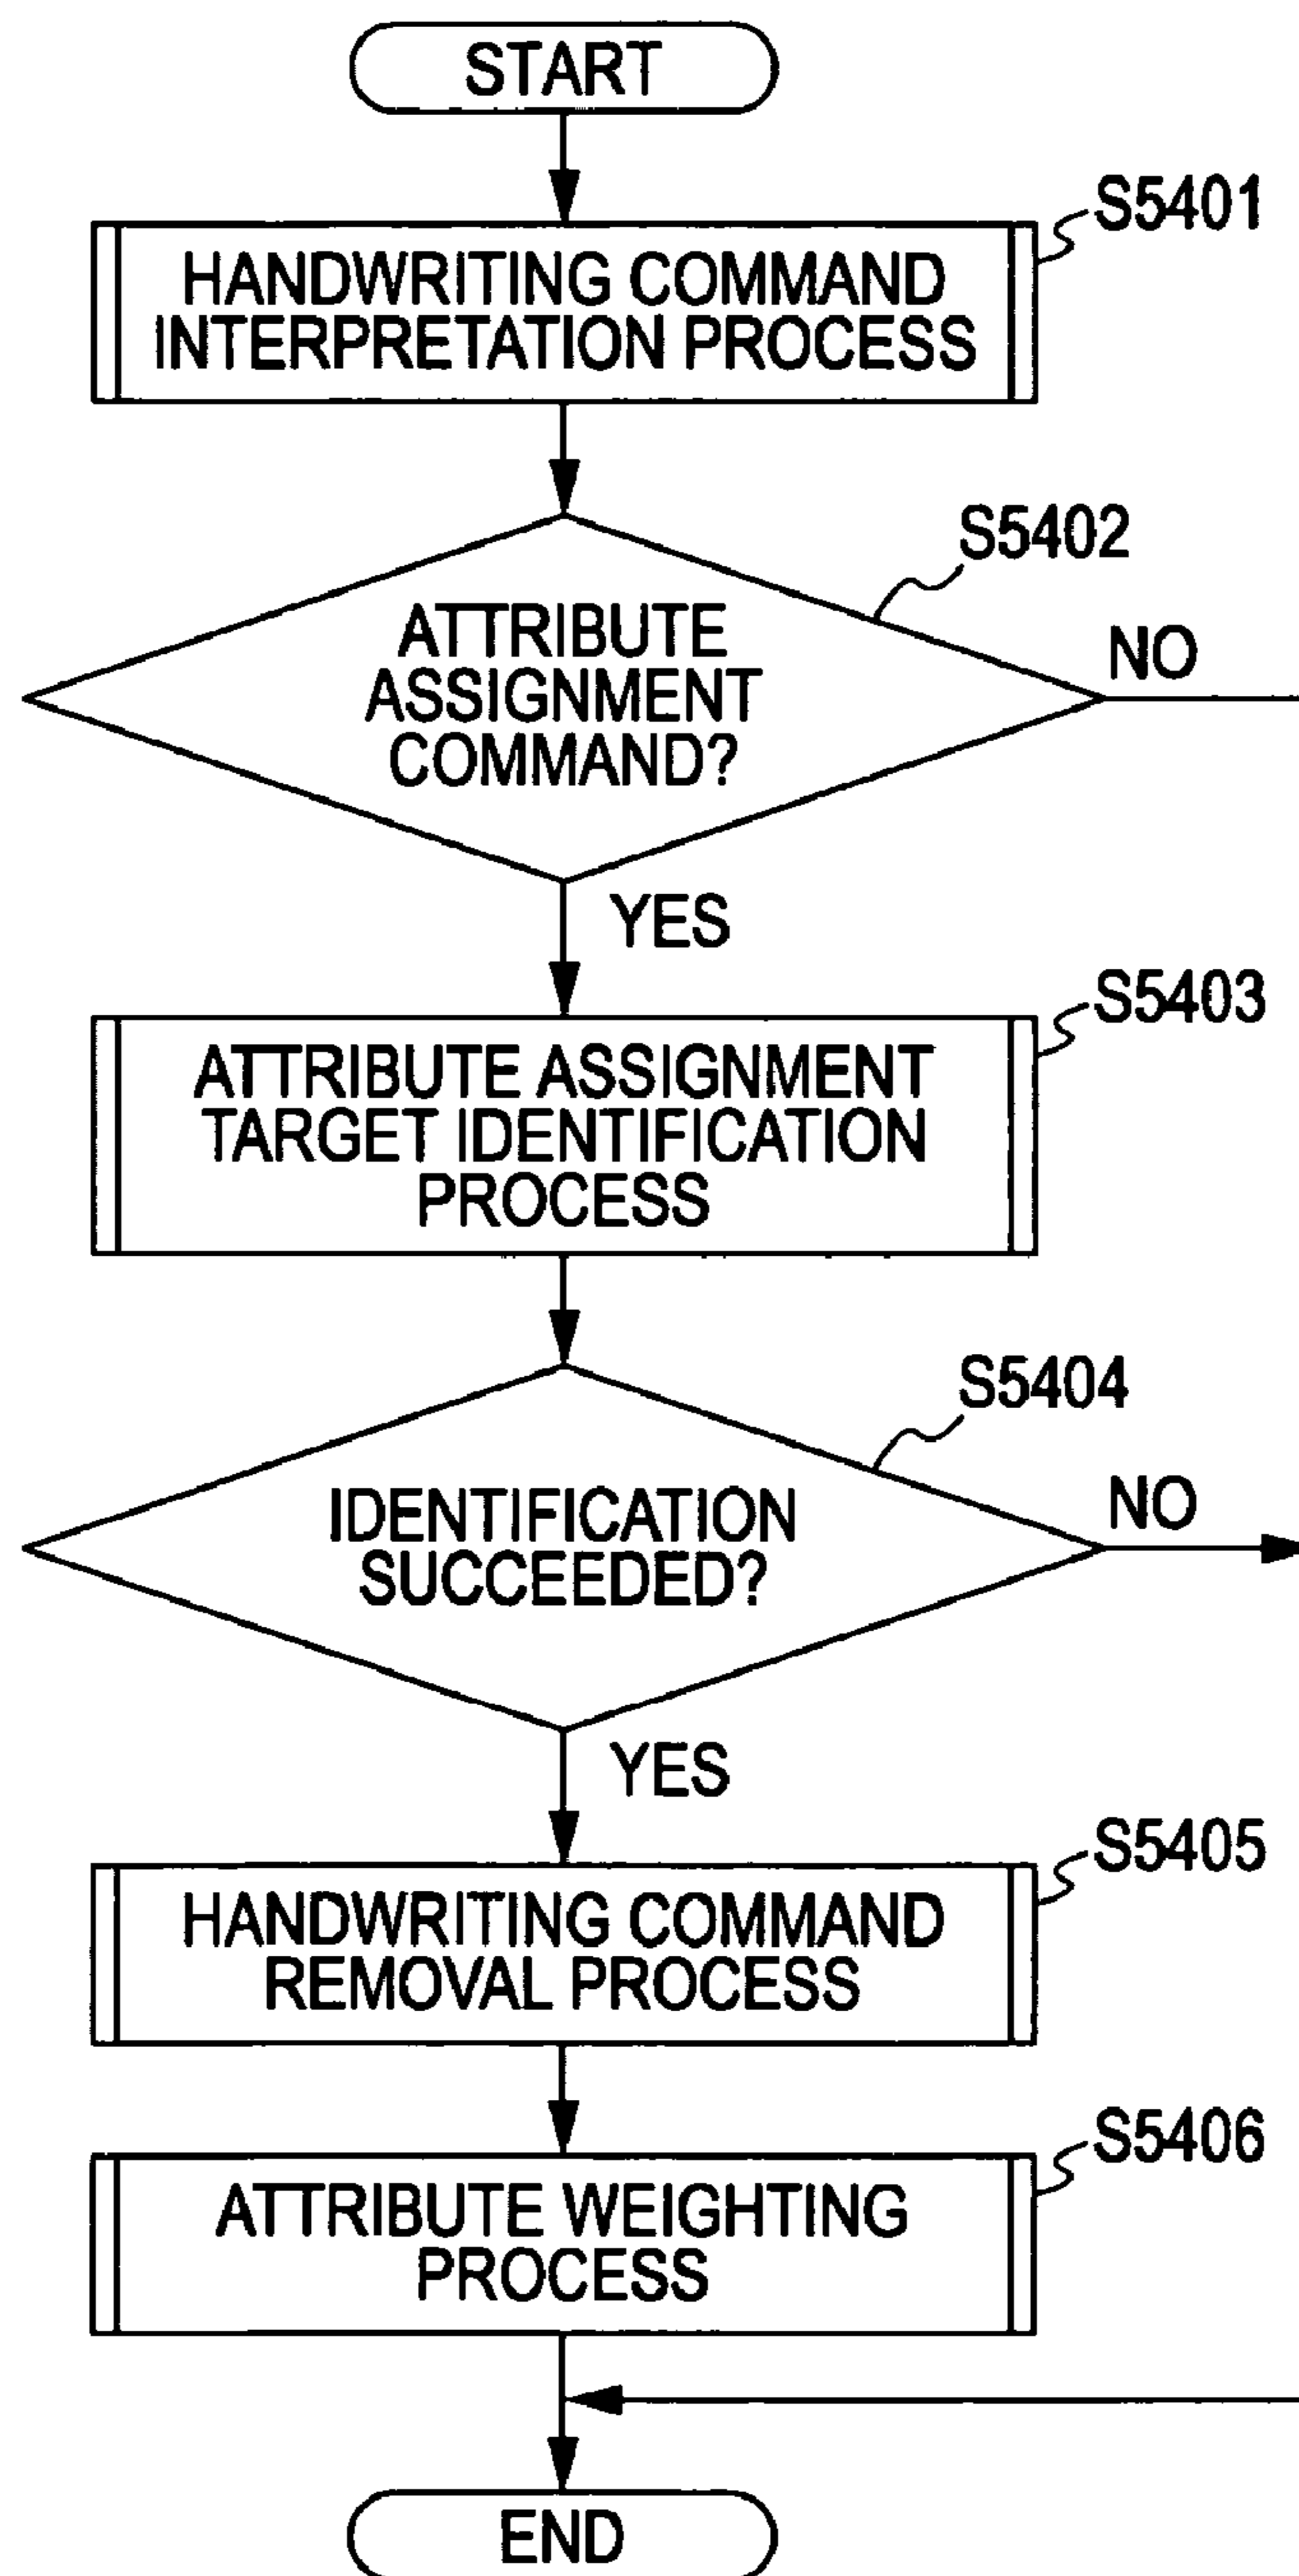 START
S5401
HANDWRITING COMMAND
INTERPRETATION PROCESS
S5402
ATTRIBUTE
ASSIGNMENT
COMMAND?
NO
YES
S5403
ATTRIBUTE ASSIGNMENT
TARGET IDENTIFICATION
PROCESS
S5404
IDENTIFICATION
SUCCEEDED?
NO
YES
S5405
HANDWRITING COMMAND
REMOVAL PROCESS
S5406
ATTRIBUTE WEIGHTING
PROCESS
END